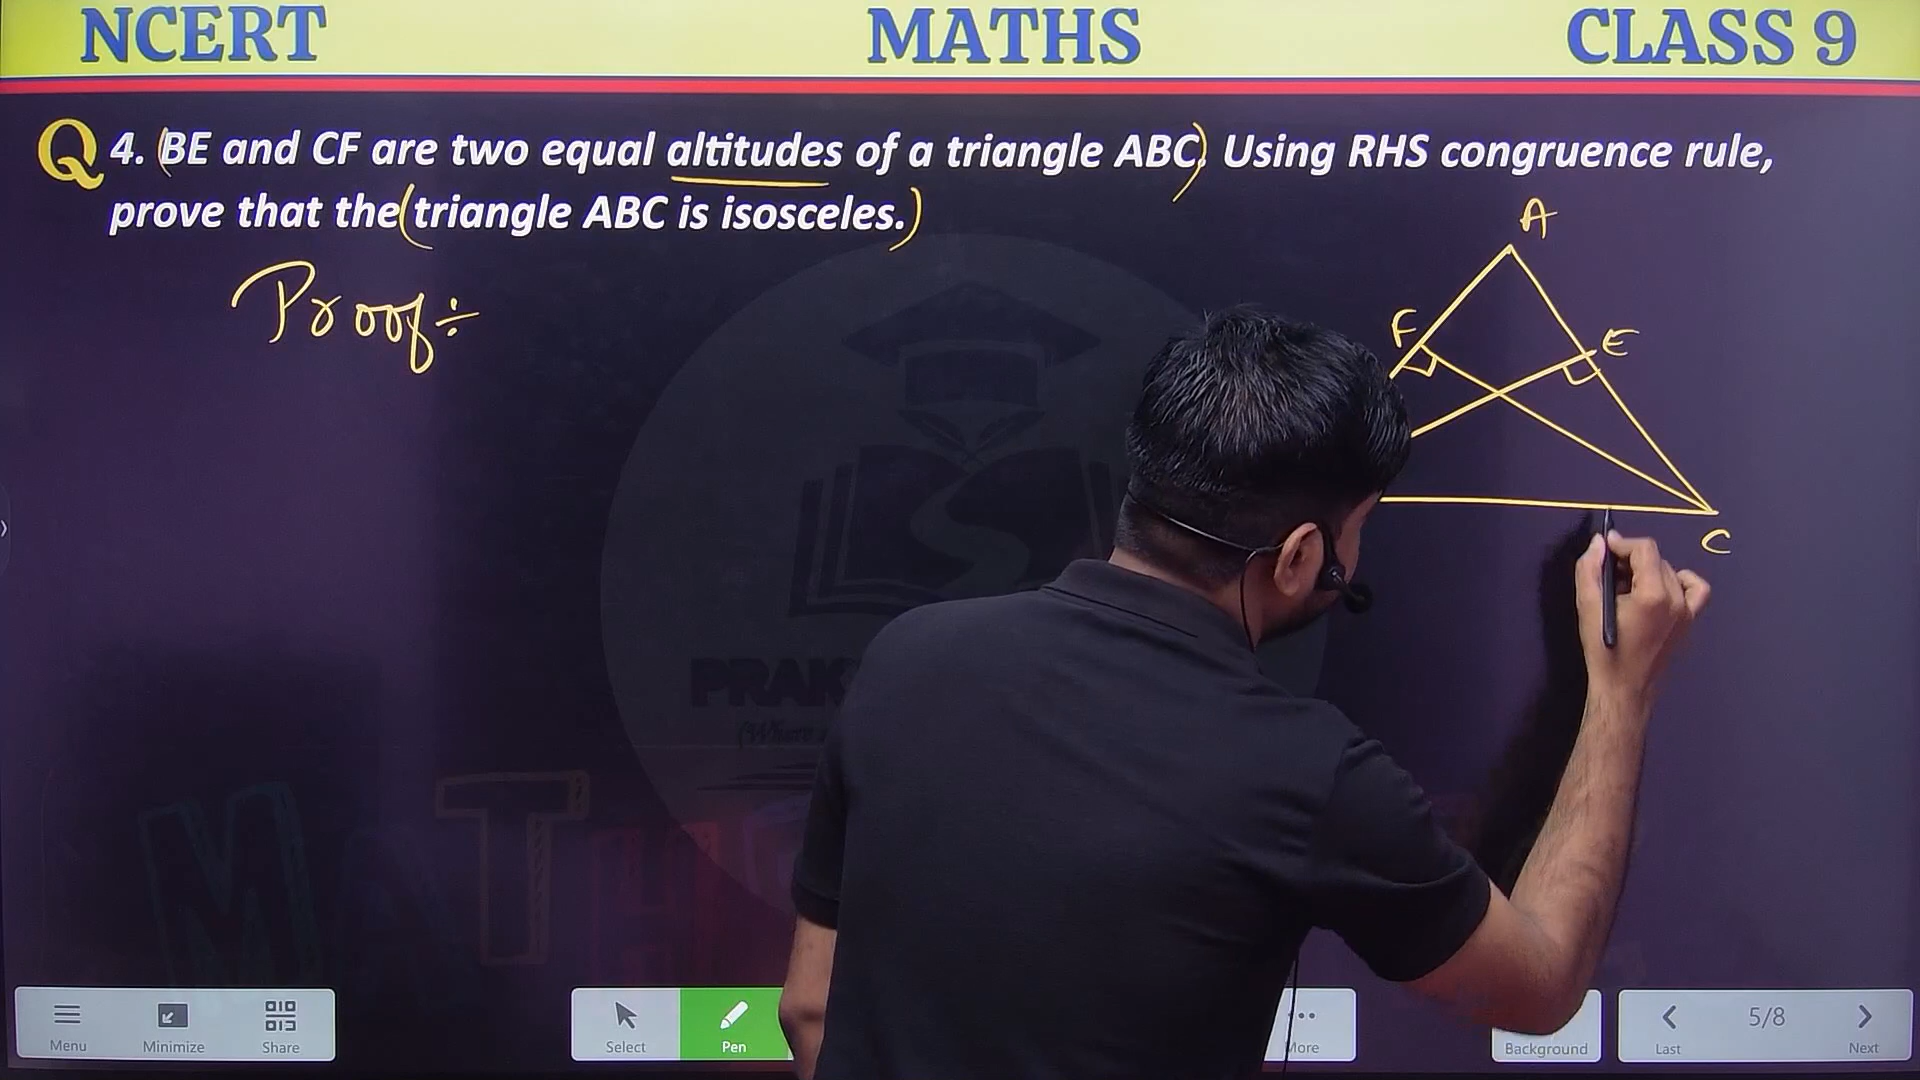 NCERT MATHS CLASS 9
Q 4. BE and CF are two equal altitudes of a triangle ABC. Using RHS congruence rule,
prove that the triangle ABC is isosceles.
Proof÷
A
F
E
C
MATH
Menu Minimize Share Select Pen More Background Last 5/8 Next